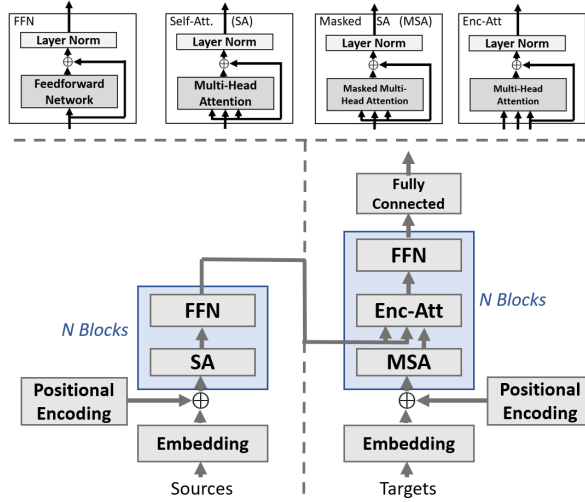 FFN
Layer Norm
Feedforward
Network
Self-Att. (SA)
Layer Norm
Multi-Head
Attention
Masked SA (MSA)
Layer Norm
Masked Multi-
Head Attention
Enc-Att
Layer Norm
Multi-Head
Attention
Fully
Connected
FFN
Enc-Att
MSA
N Blocks
FFN
SA
N Blocks
Positional
Encoding
Positional
Encoding
Embedding
Embedding
Sources
Targets